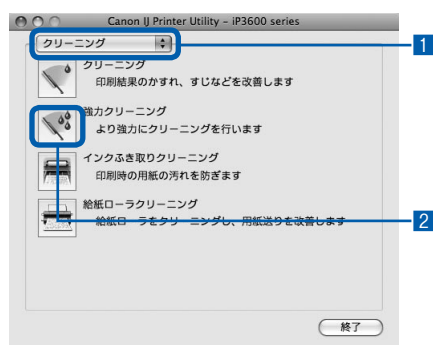 Canon IJ Printer Utility – iP3600 series
クリーニング
1
クリーニング
印刷結果のかすれ、すじなどを改善します
強力クリーニング
より強力にクリーニングを行います
インクふき取りクリーニング
印刷時の用紙の汚れを防ぎます
給紙ローラクリーニング
給紙ローラをクリーニングし、用紙送りを改善します
2
終了